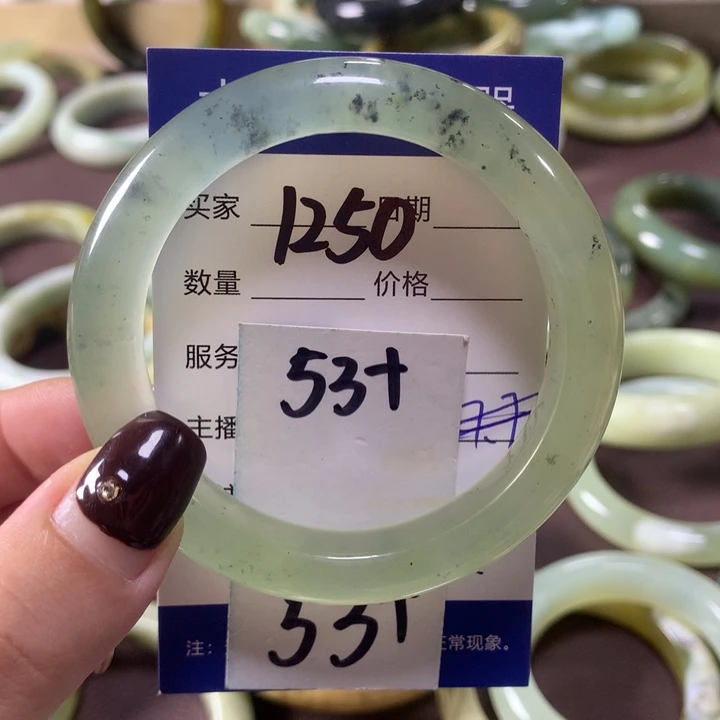 买家 1250 日期
数量 价格
服务
53+
主播
53+
注： 正常现象。